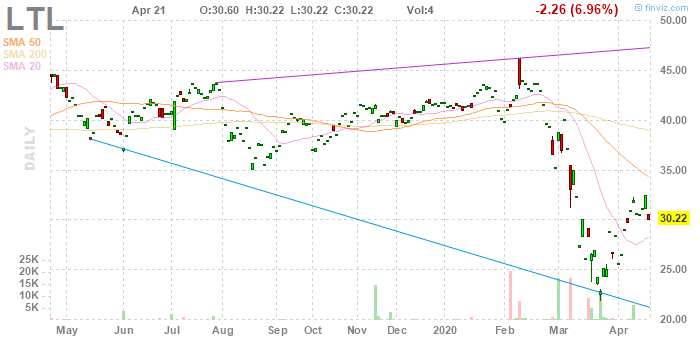 LTL Apr 21 O:30.60 H:30.22 L:30.22 C:30.22 Vol:4 -2.26 (6.96%)
© finviz.com
SMA 50
SMA 200
SMA 20
DAILY
50.00
45.00
40.00
35.00
30.22
25.00
20.00
25K
20K
15K
10K
5K
May Jun Jul Aug Sep Oct Nov Dec 2020 Feb Mar Apr